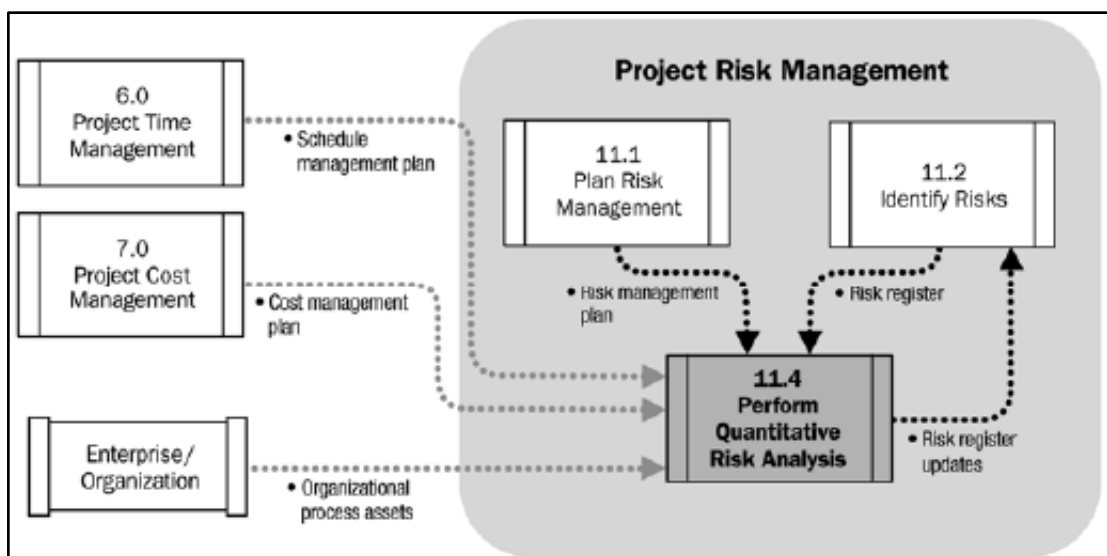 Project Risk Management
6.0
Project Time
Management
• Schedule
management plan
11.1
Plan Risk
Management
11.2
Identify Risks
7.0
Project Cost
Management
• Cost management
plan
• Risk management
plan
• Risk register
11.4
Perform
Quantitative
Risk Analysis
• Risk register
updates
Enterprise/
Organization
• Organizational
process assets